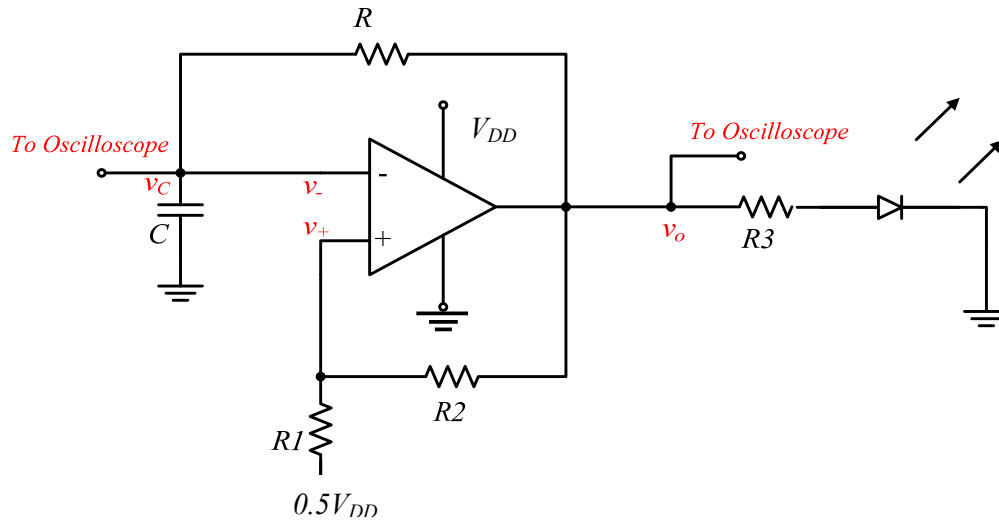 R
V_DD
To Oscilloscope
To Oscilloscope
v_C
v_-
-
C
v_+
+
v_o
R3
R2
R1
0.5V_DD